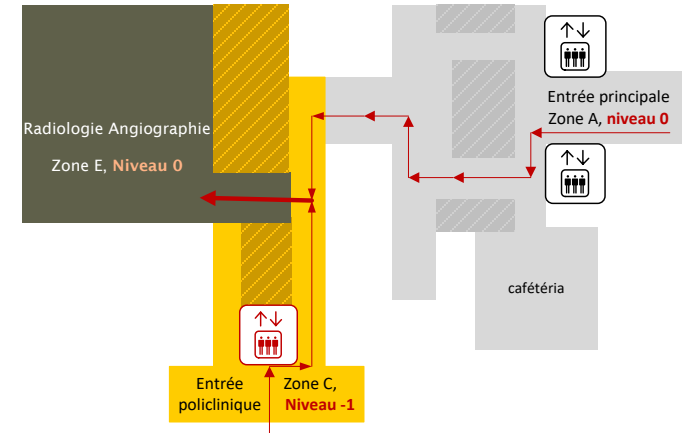 Entrée principale
Zone A, niveau 0
Radiologie Angiographie
Zone E, Niveau 0
cafétéria
Entrée
policlinique
Zone C,
Niveau -1